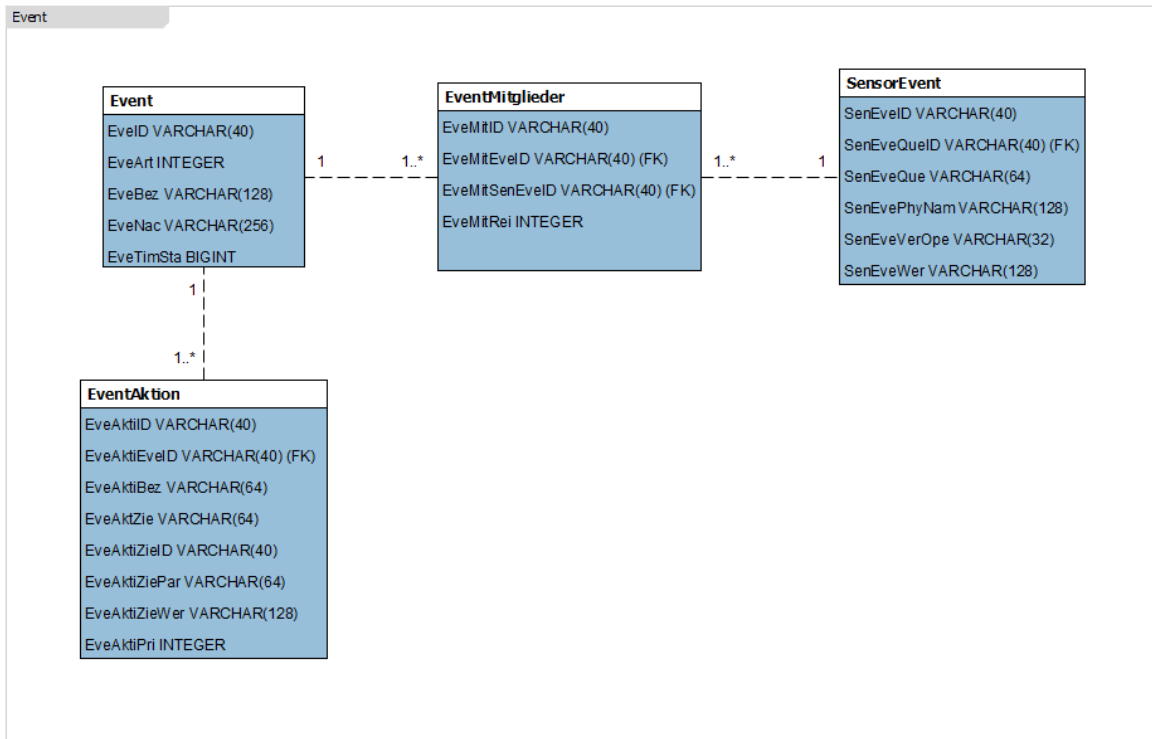 Event
Event
EveID VARCHAR(40)
EveArt INTEGER
EveBez VARCHAR(128)
EveNac VARCHAR(256)
EveTimSta BIGINT
1
1..*
EventMitglieder
EveMitID VARCHAR(40)
EveMitEveID VARCHAR(40) (FK)
EveMitSenEveID VARCHAR(40) (FK)
EveMitRei INTEGER
1..*
1
SensorEvent
SenEveID VARCHAR(40)
SenEveQueID VARCHAR(40) (FK)
SenEveQue VARCHAR(64)
SenEvePhyNam VARCHAR(128)
SenEveVerOpe VARCHAR(32)
SenEveWer VARCHAR(128)
1
1..*
EventAktion
EveAktiID VARCHAR(40)
EveAktiEveID VARCHAR(40) (FK)
EveAktiBez VARCHAR(64)
EveAktZie VARCHAR(64)
EveAktiZieID VARCHAR(40)
EveAktiZiePar VARCHAR(64)
EveAktiZieWer VARCHAR(128)
EveAktiPri INTEGER